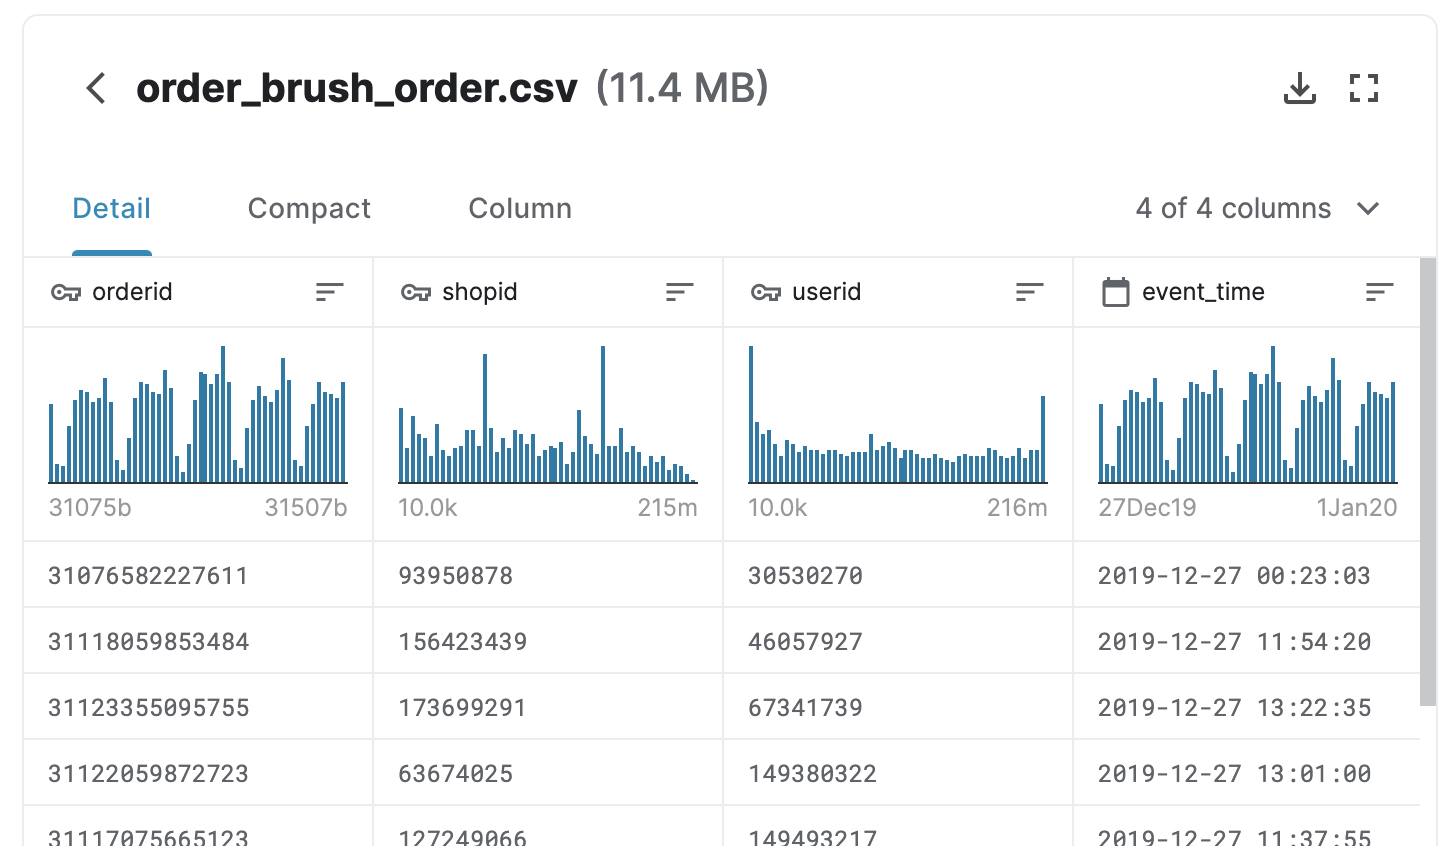 order_brush_order.csv (11.4 MB)
Detail Compact Column 4 of 4 columns
orderid shopid userid event_time
31075b 31507b 10.0k 215m 10.0k 216m 27Dec19 1Jan20
31076582227611 93950878 30530270 2019-12-27 00:23:03
31118059853484 156423439 46057927 2019-12-27 11:54:20
31123355095755 173699291 67341739 2019-12-27 13:22:35
31122059872723 63674025 149380322 2019-12-27 13:01:00
31117075665123 127249066 149493217 2019-12-27 11:37:55